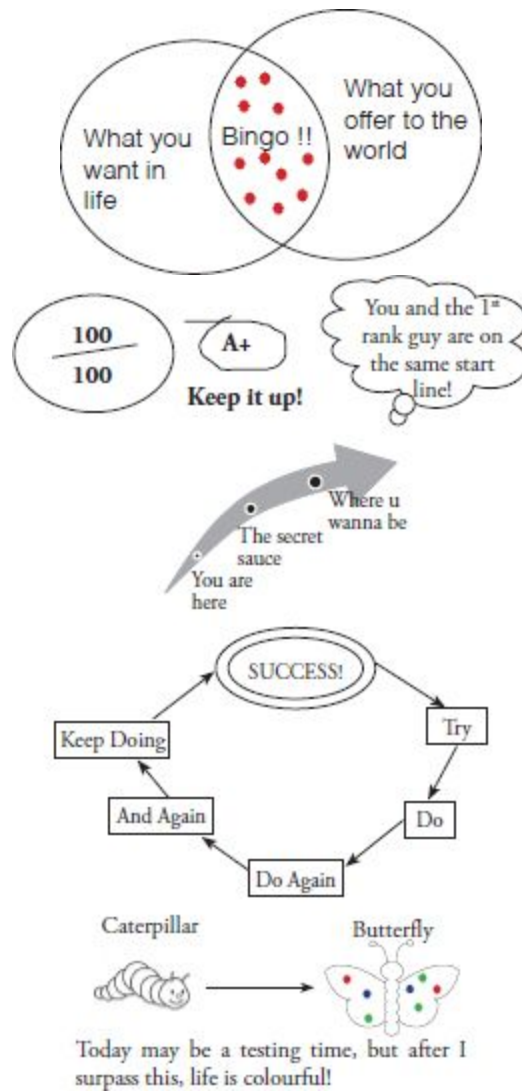 What you want in life
What you offer to the world
Bingo !!
100
100
A+
Keep it up!
You and the 1st
rank guy are on
the same start
line!
Where u
wanna be
The secret
sauce
You are
here
SUCCESS!
Try
Do
Do Again
And Again
Keep Doing
Caterpillar
Butterfly
Today may be a testing time, but after I
surpass this, life is colourful!